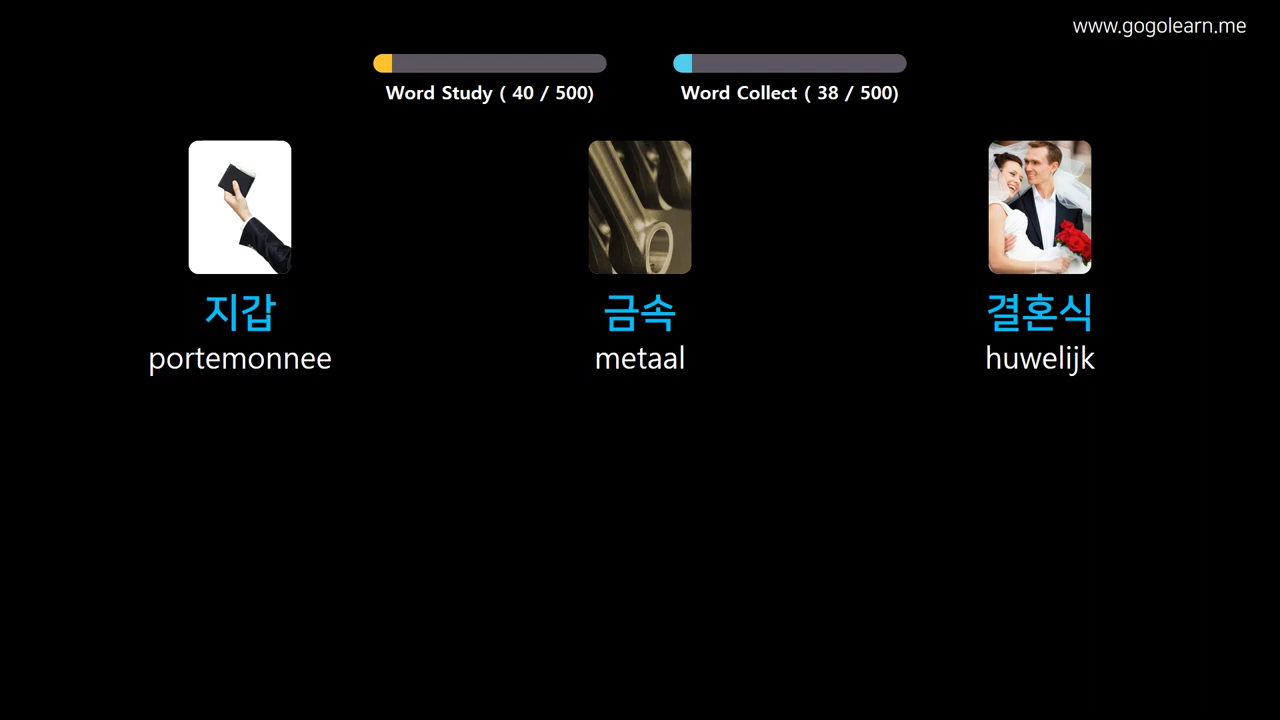 www.gogolearn.me
Word Study ( 40 / 500)
Word Collect ( 38 / 500)
지갑
금속
결혼식
portemonnee
metaal
huwelijk